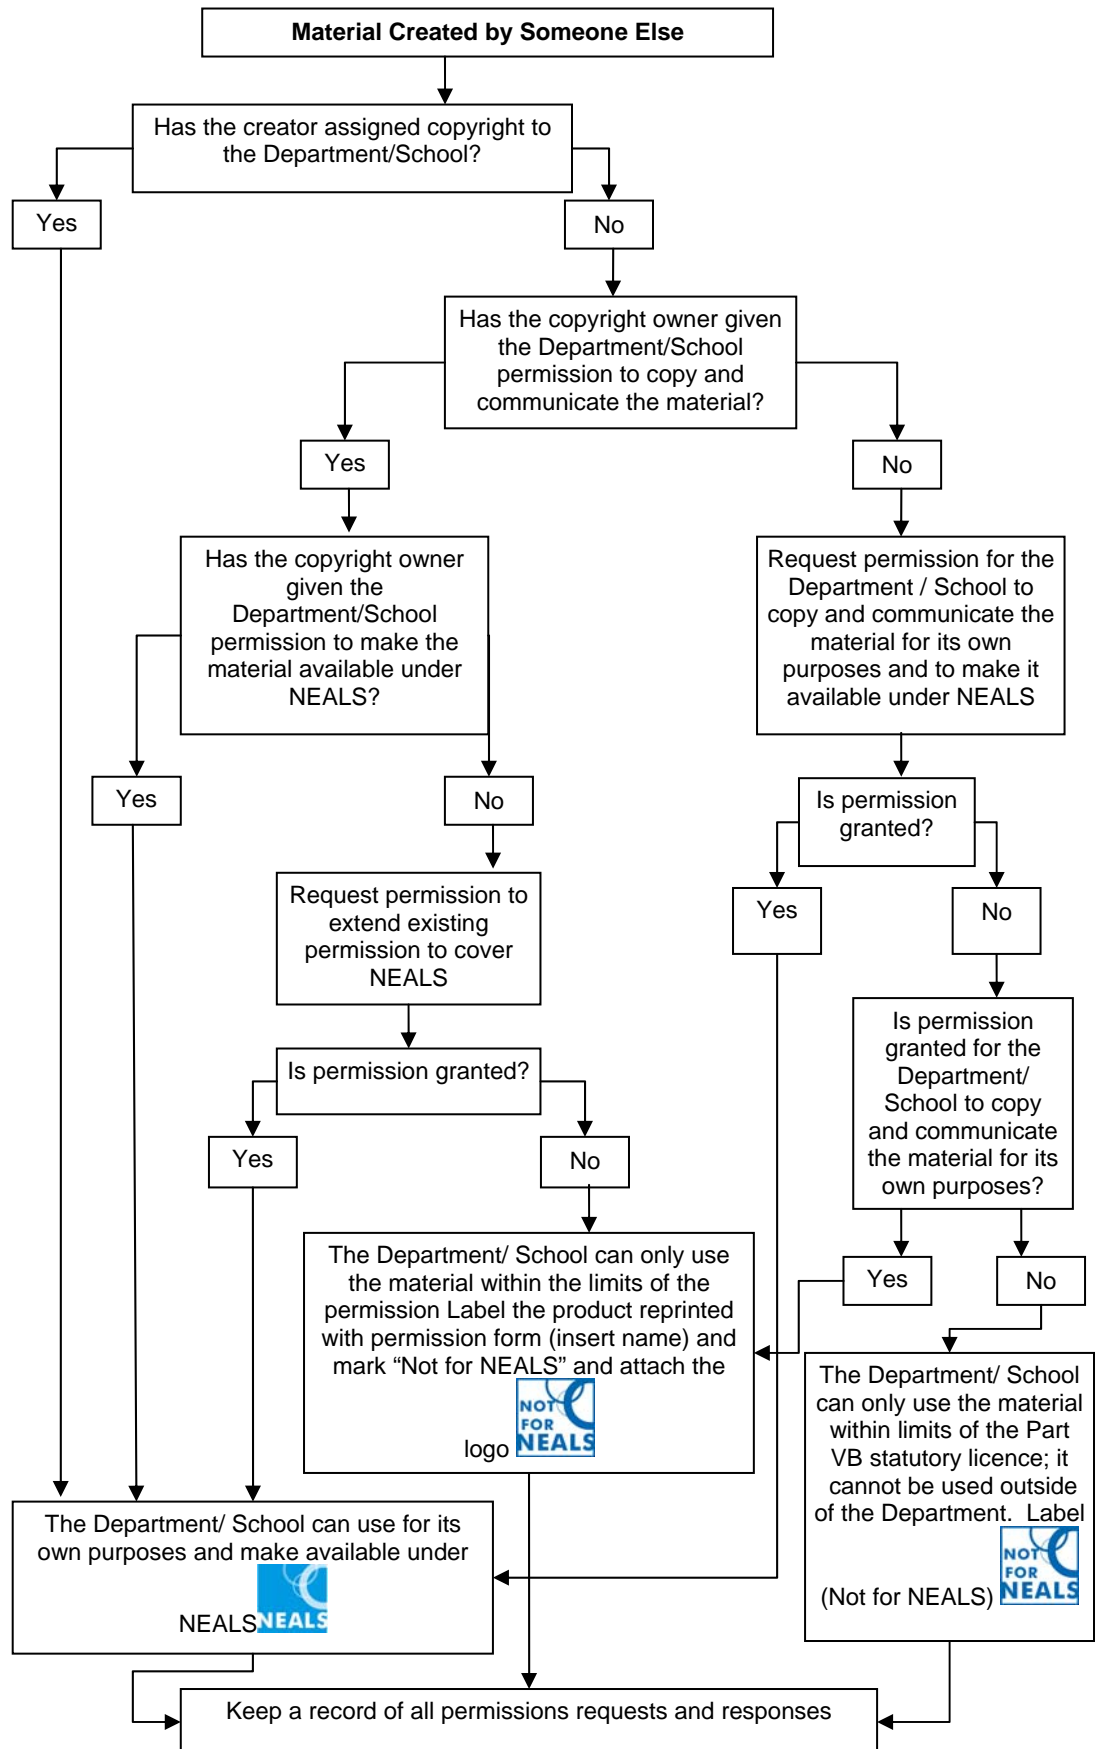 Material Created by Someone Else
Has the creator assigned copyright to
the Department/School?
Yes
No
Has the copyright owner given
the Department/School
permission to copy and
communicate the material?
Yes
No
Has the copyright owner
given the
Department/School
permission to make the
material available under
NEALS?
Request permission for the
Department / School to
copy and communicate the
material for its own
purposes and to make it
available under NEALS
Yes
No
Is permission
granted?
Yes
No
Request permission to
extend existing
permission to cover
NEALS
Is permission granted?
Yes
No
Is permission
granted for the
Department/
School to copy
and communicate
the material for its
own purposes?
Yes
No
The Department/ School can only use
the material within the limits of the
permission Label the product reprinted
with permission form (insert name) and
mark “Not for NEALS” and attach the
logo
NOT
FOR
NEALS
The Department/ School
can only use the material
within limits of the Part
VB statutory licence; it
cannot be used outside
of the Department. Label
(Not for NEALS)
NOT
FOR
NEALS
The Department/ School can use for its
own purposes and make available under
NEALS
NEALS
Keep a record of all permissions requests and responses